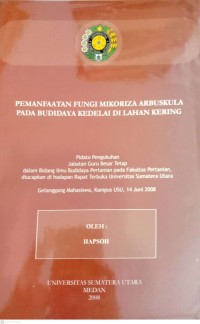 PEMANFAATAN FUNGI MIKORIZA ARBUSKULA
PADA BUDIDAYA KEDELAI DI LAHAN KERING
Pidato Pengukuhan
Jabatan Guru Besar Tetap
dalam Bidang Ilmu Budidaya Pertanian pada Fakultas Pertanian,
diucapkan di hadapan Rapat Terbuka Universitas Sumatera Utara
Gelanggang Mahasiswa, Kampus USU, 14 Juni 2008
OLEH :
HAPSOH
UNIVERSITAS SUMATERA UTARA
MEDAN
2008